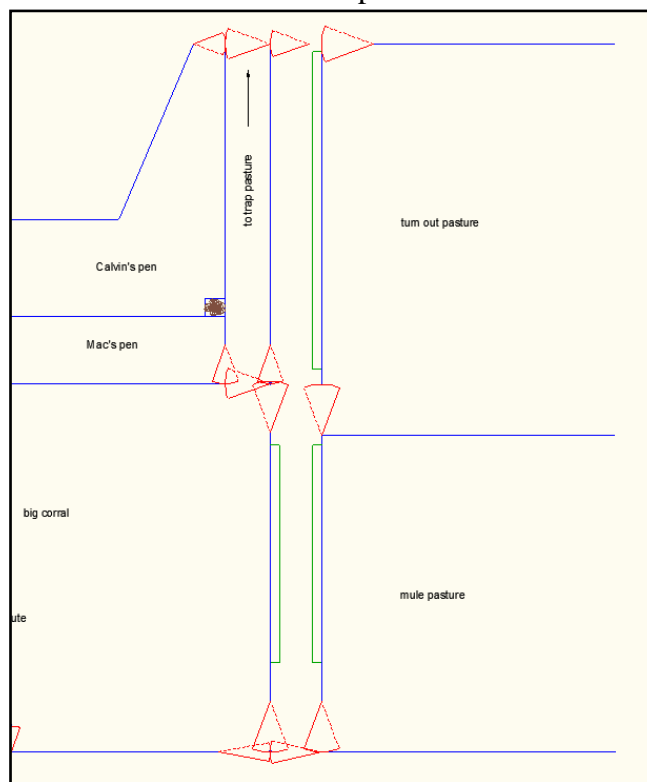 to trap pasture
turn out pasture
Calvin's pen
Mac's pen
big corral
mule pasture
ute